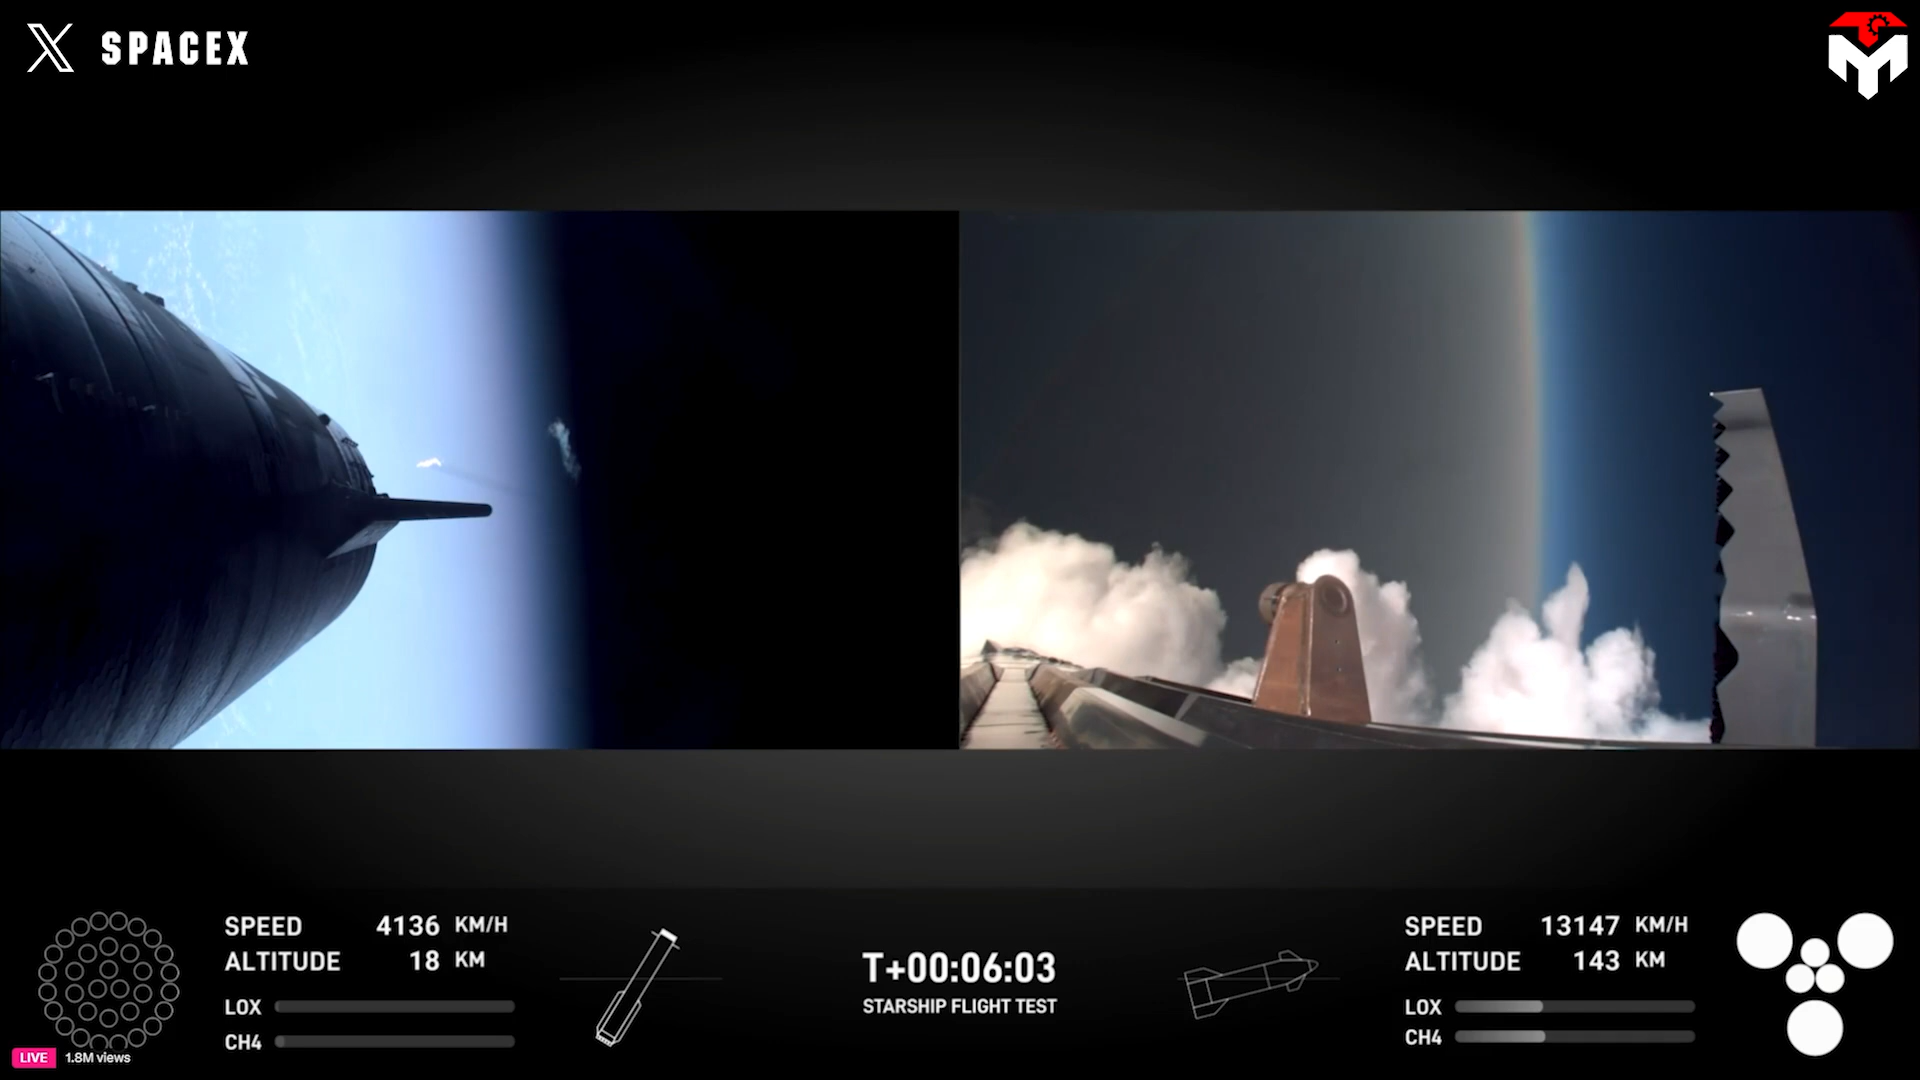 X SPACEX
SPEED 4136 KM/H
ALTITUDE 18 KM
LOX
CH4
LIVE 1.8M views
T+00:06:03
STARSHIP FLIGHT TEST
SPEED 13147 KM/H
ALTITUDE 143 KM
LOX
CH4